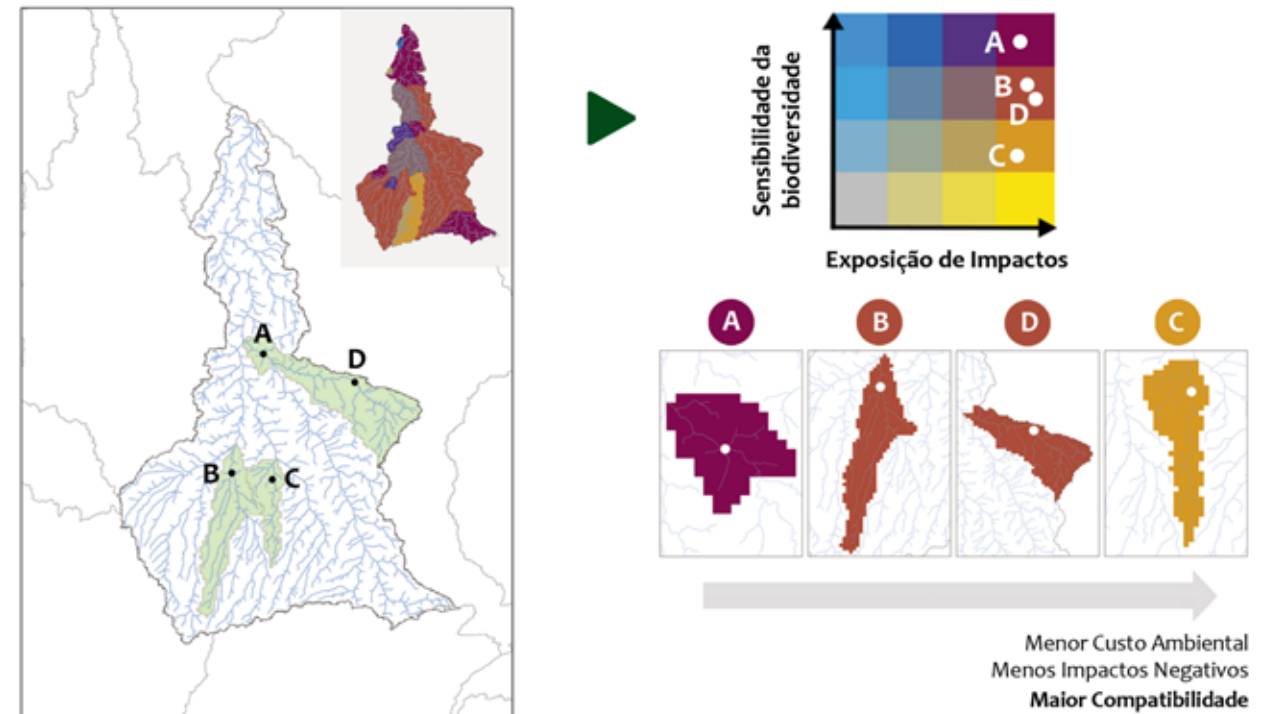 A
D
B
C
Sensibilidade da
biodiversidade
A
B
D
C
Exposição de Impactos
A
B
D
C
Menor Custo Ambiental
Menos Impactos Negativos
Maior Compatibilidade